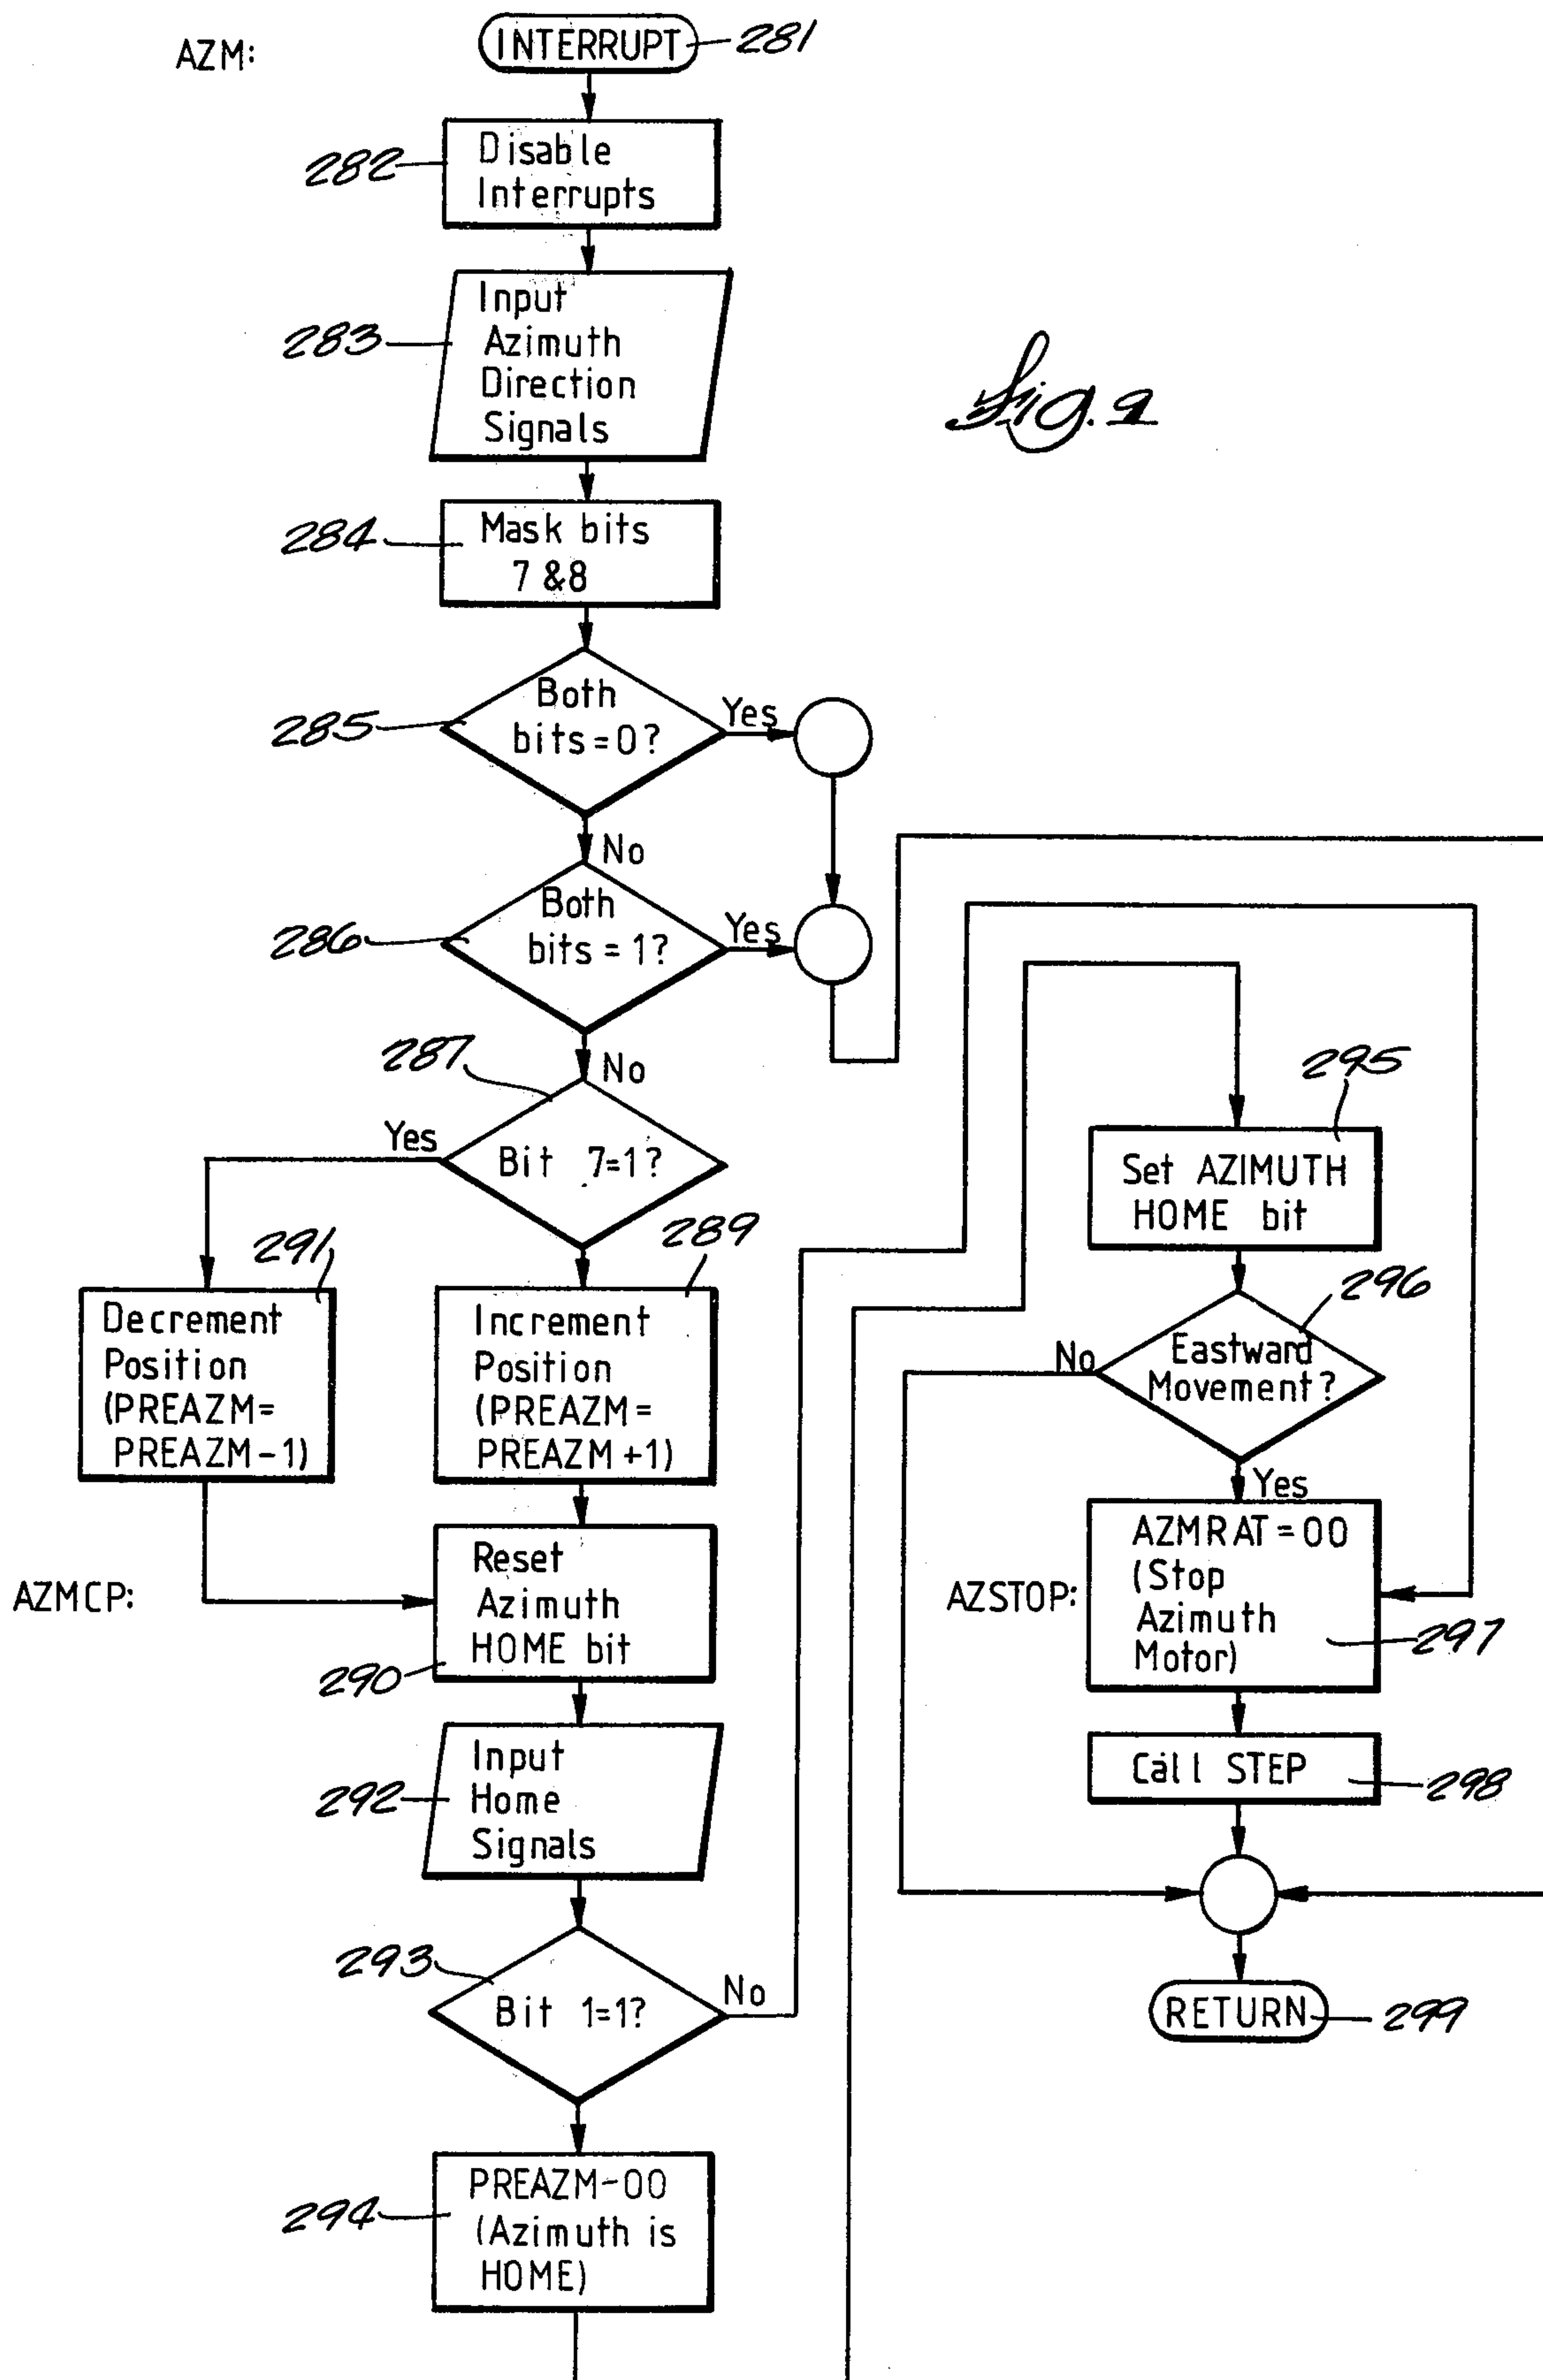 AZM:
INTERRUPT
281
282
Disable
Interrupts
283
Input
Azimuth
Direction
Signals
Fig. 9
284
Mask bits
7 &8
285
Both
bits=0?
Yes
No
286
Both
bits = 1?
Yes
No
287
Bit 7=1?
Yes
291
Decrement
Position
(PREAZM=
PREAZM-1)
289
Increment
Position
(PREAZM=
PREAZM+1)
AZMCP:
Reset
Azimuth
HOME bit
290
292
Input
Home
Signals
293
Bit 1=1?
No
294
PREAZM-00
(Azimuth is
HOME)
295
Set AZIMUTH
HOME bit
296
Eastward
Movement?
No
Yes
AZSTOP:
AZMRAT=00
(Stop
Azimuth
Motor)
297
Call STEP
298
RETURN
299